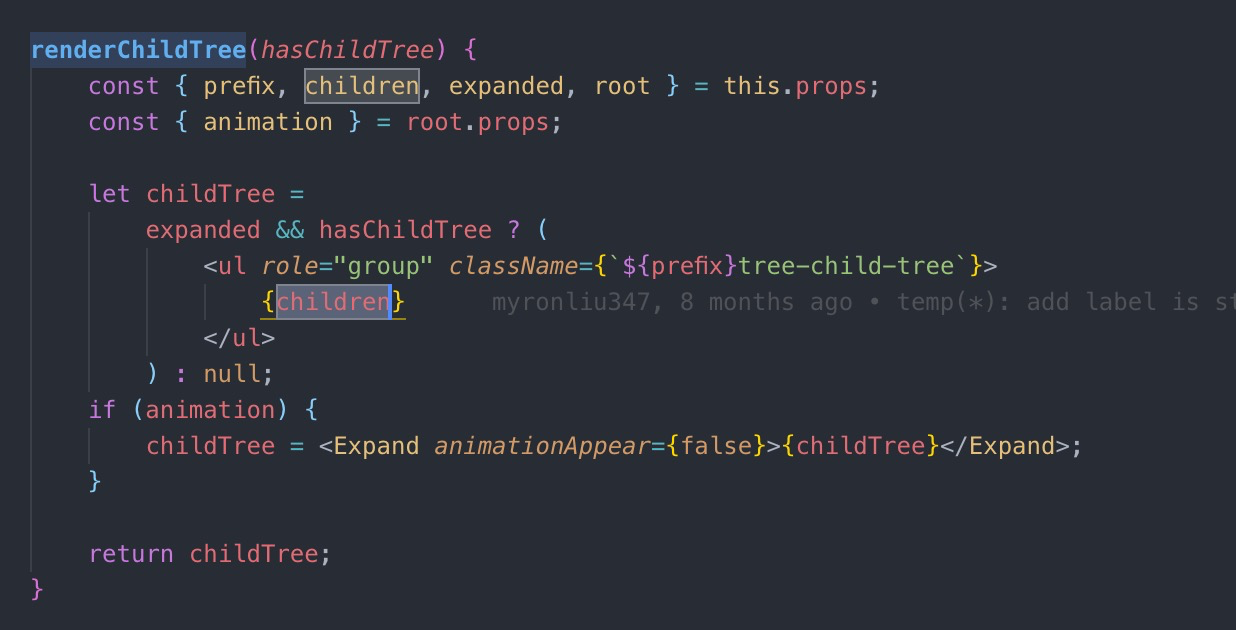 renderChildTree(hasChildTree) {
const { prefix, children, expanded, root } = this.props;
const { animation } = root.props;
let childTree =
expanded && hasChildTree ? (
<ul role="group" className={`${prefix}tree-child-tree`}>
{children} myronliu347, 8 months ago • temp(*): add label is
</ul>
) : null;
if (animation) {
childTree = <Expand animationAppear={false}>{childTree}</Expand>;
}
return childTree;
}